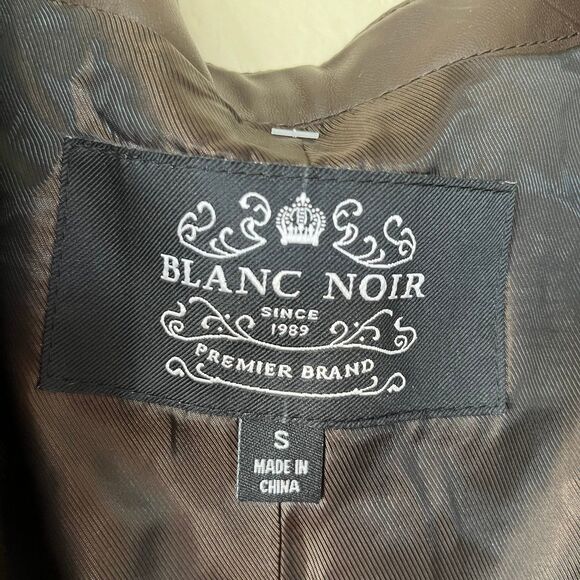 BLANC NOIR
SINCE
1989
PREMIER BRAND
S
MADE IN
CHINA